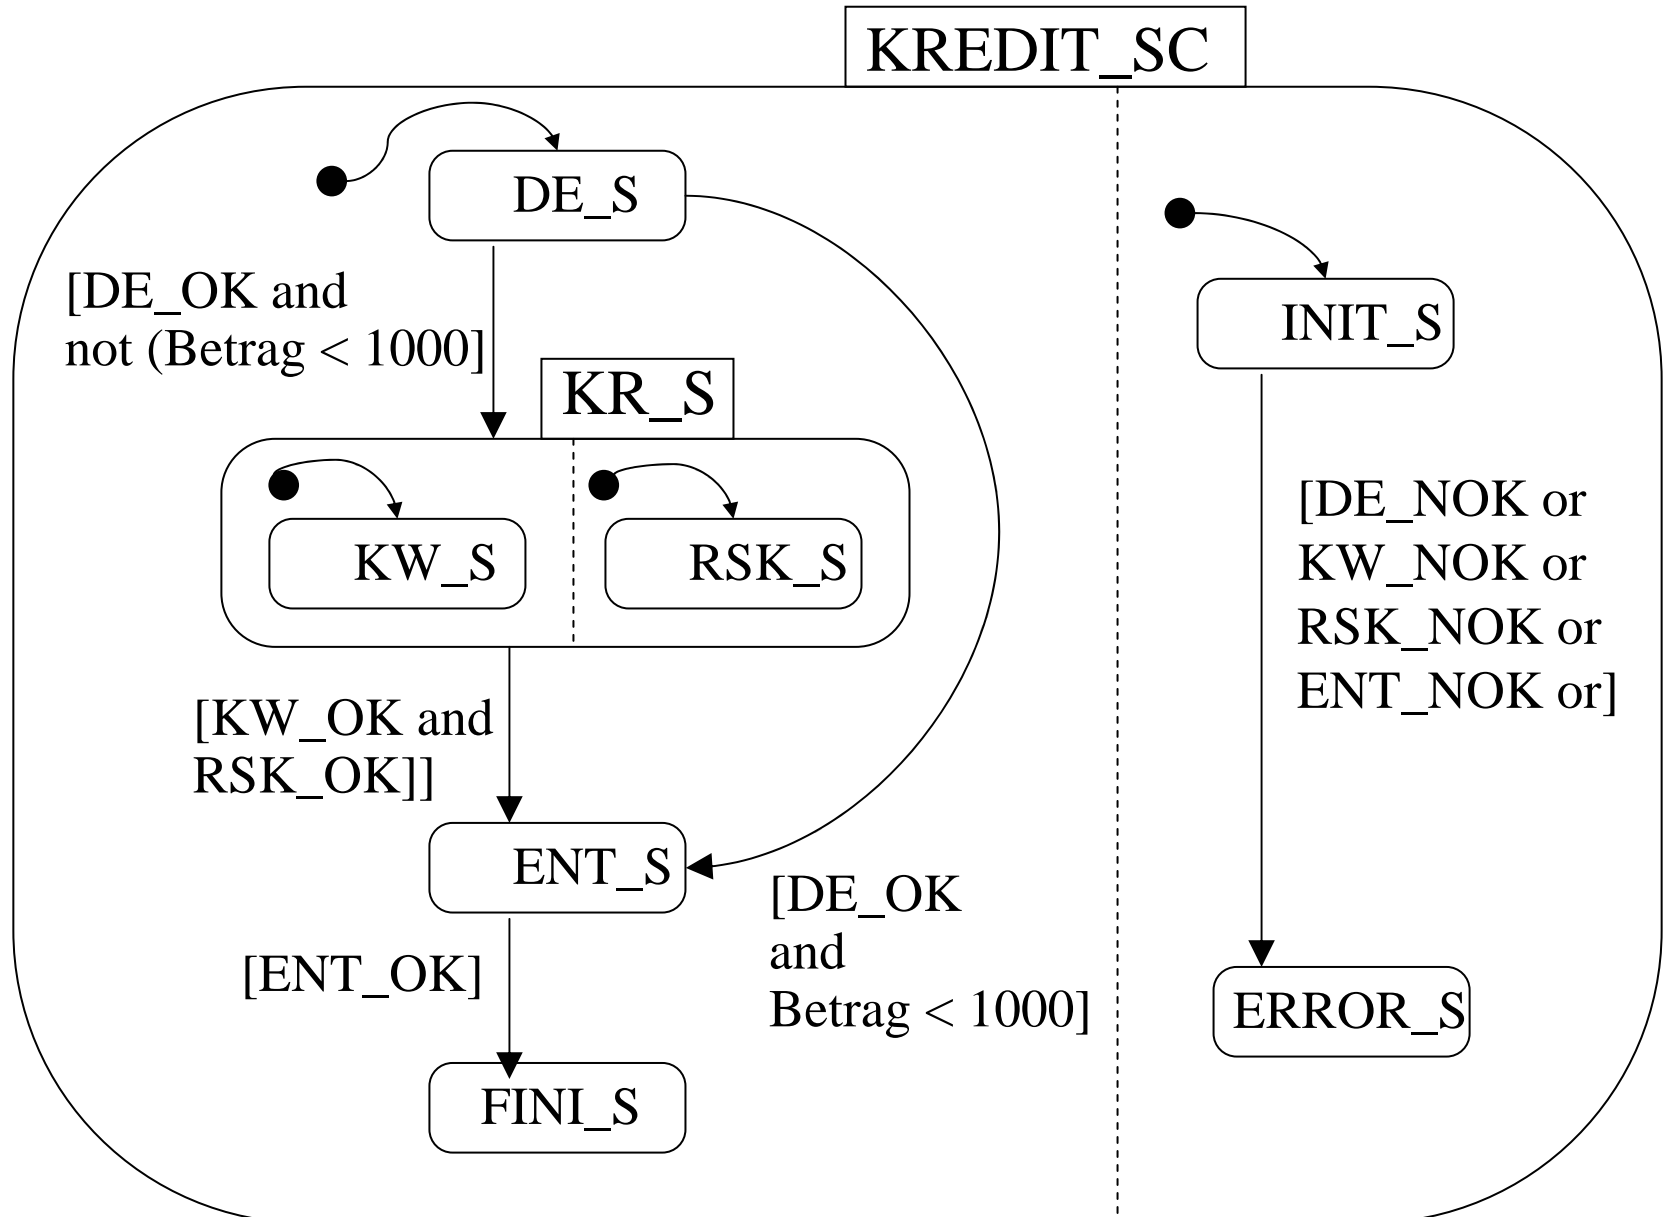 KREDIT_SC
DE_S
[DE_OK and
not (Betrag < 1000]
KR_S
KW_S
RSK_S
[KW_OK and
RSK_OK]]
ENT_S
[DE_OK
and
Betrag < 1000]
[ENT_OK]
FINI_S
INIT_S
[DE_NOK or
KW_NOK or
RSK_NOK or
ENT_NOK or]
ERROR_S